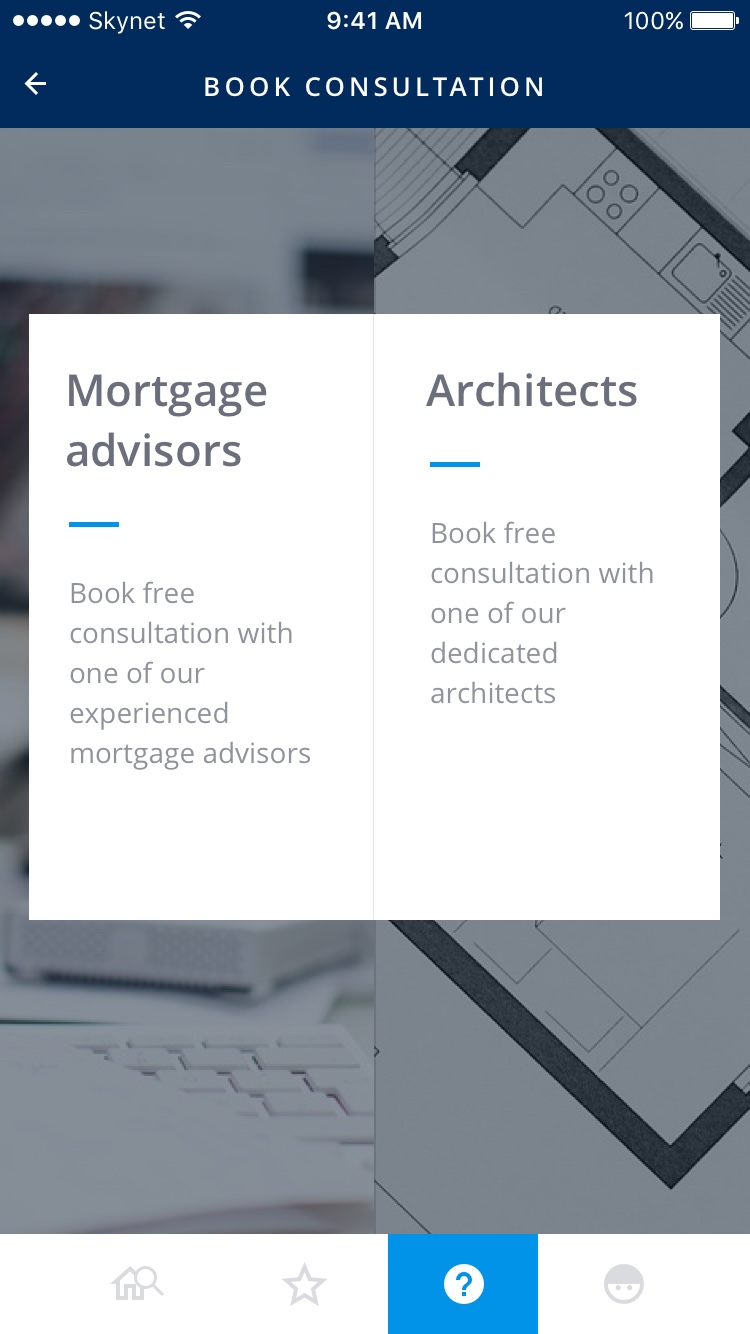 Skynet 9:41 AM 100%
BOOK CONSULTATION
Mortgage
advisors
Book free
consultation with
one of our
experienced
mortgage advisors
Architects
Book free
consultation with
one of our
dedicated
architects
?